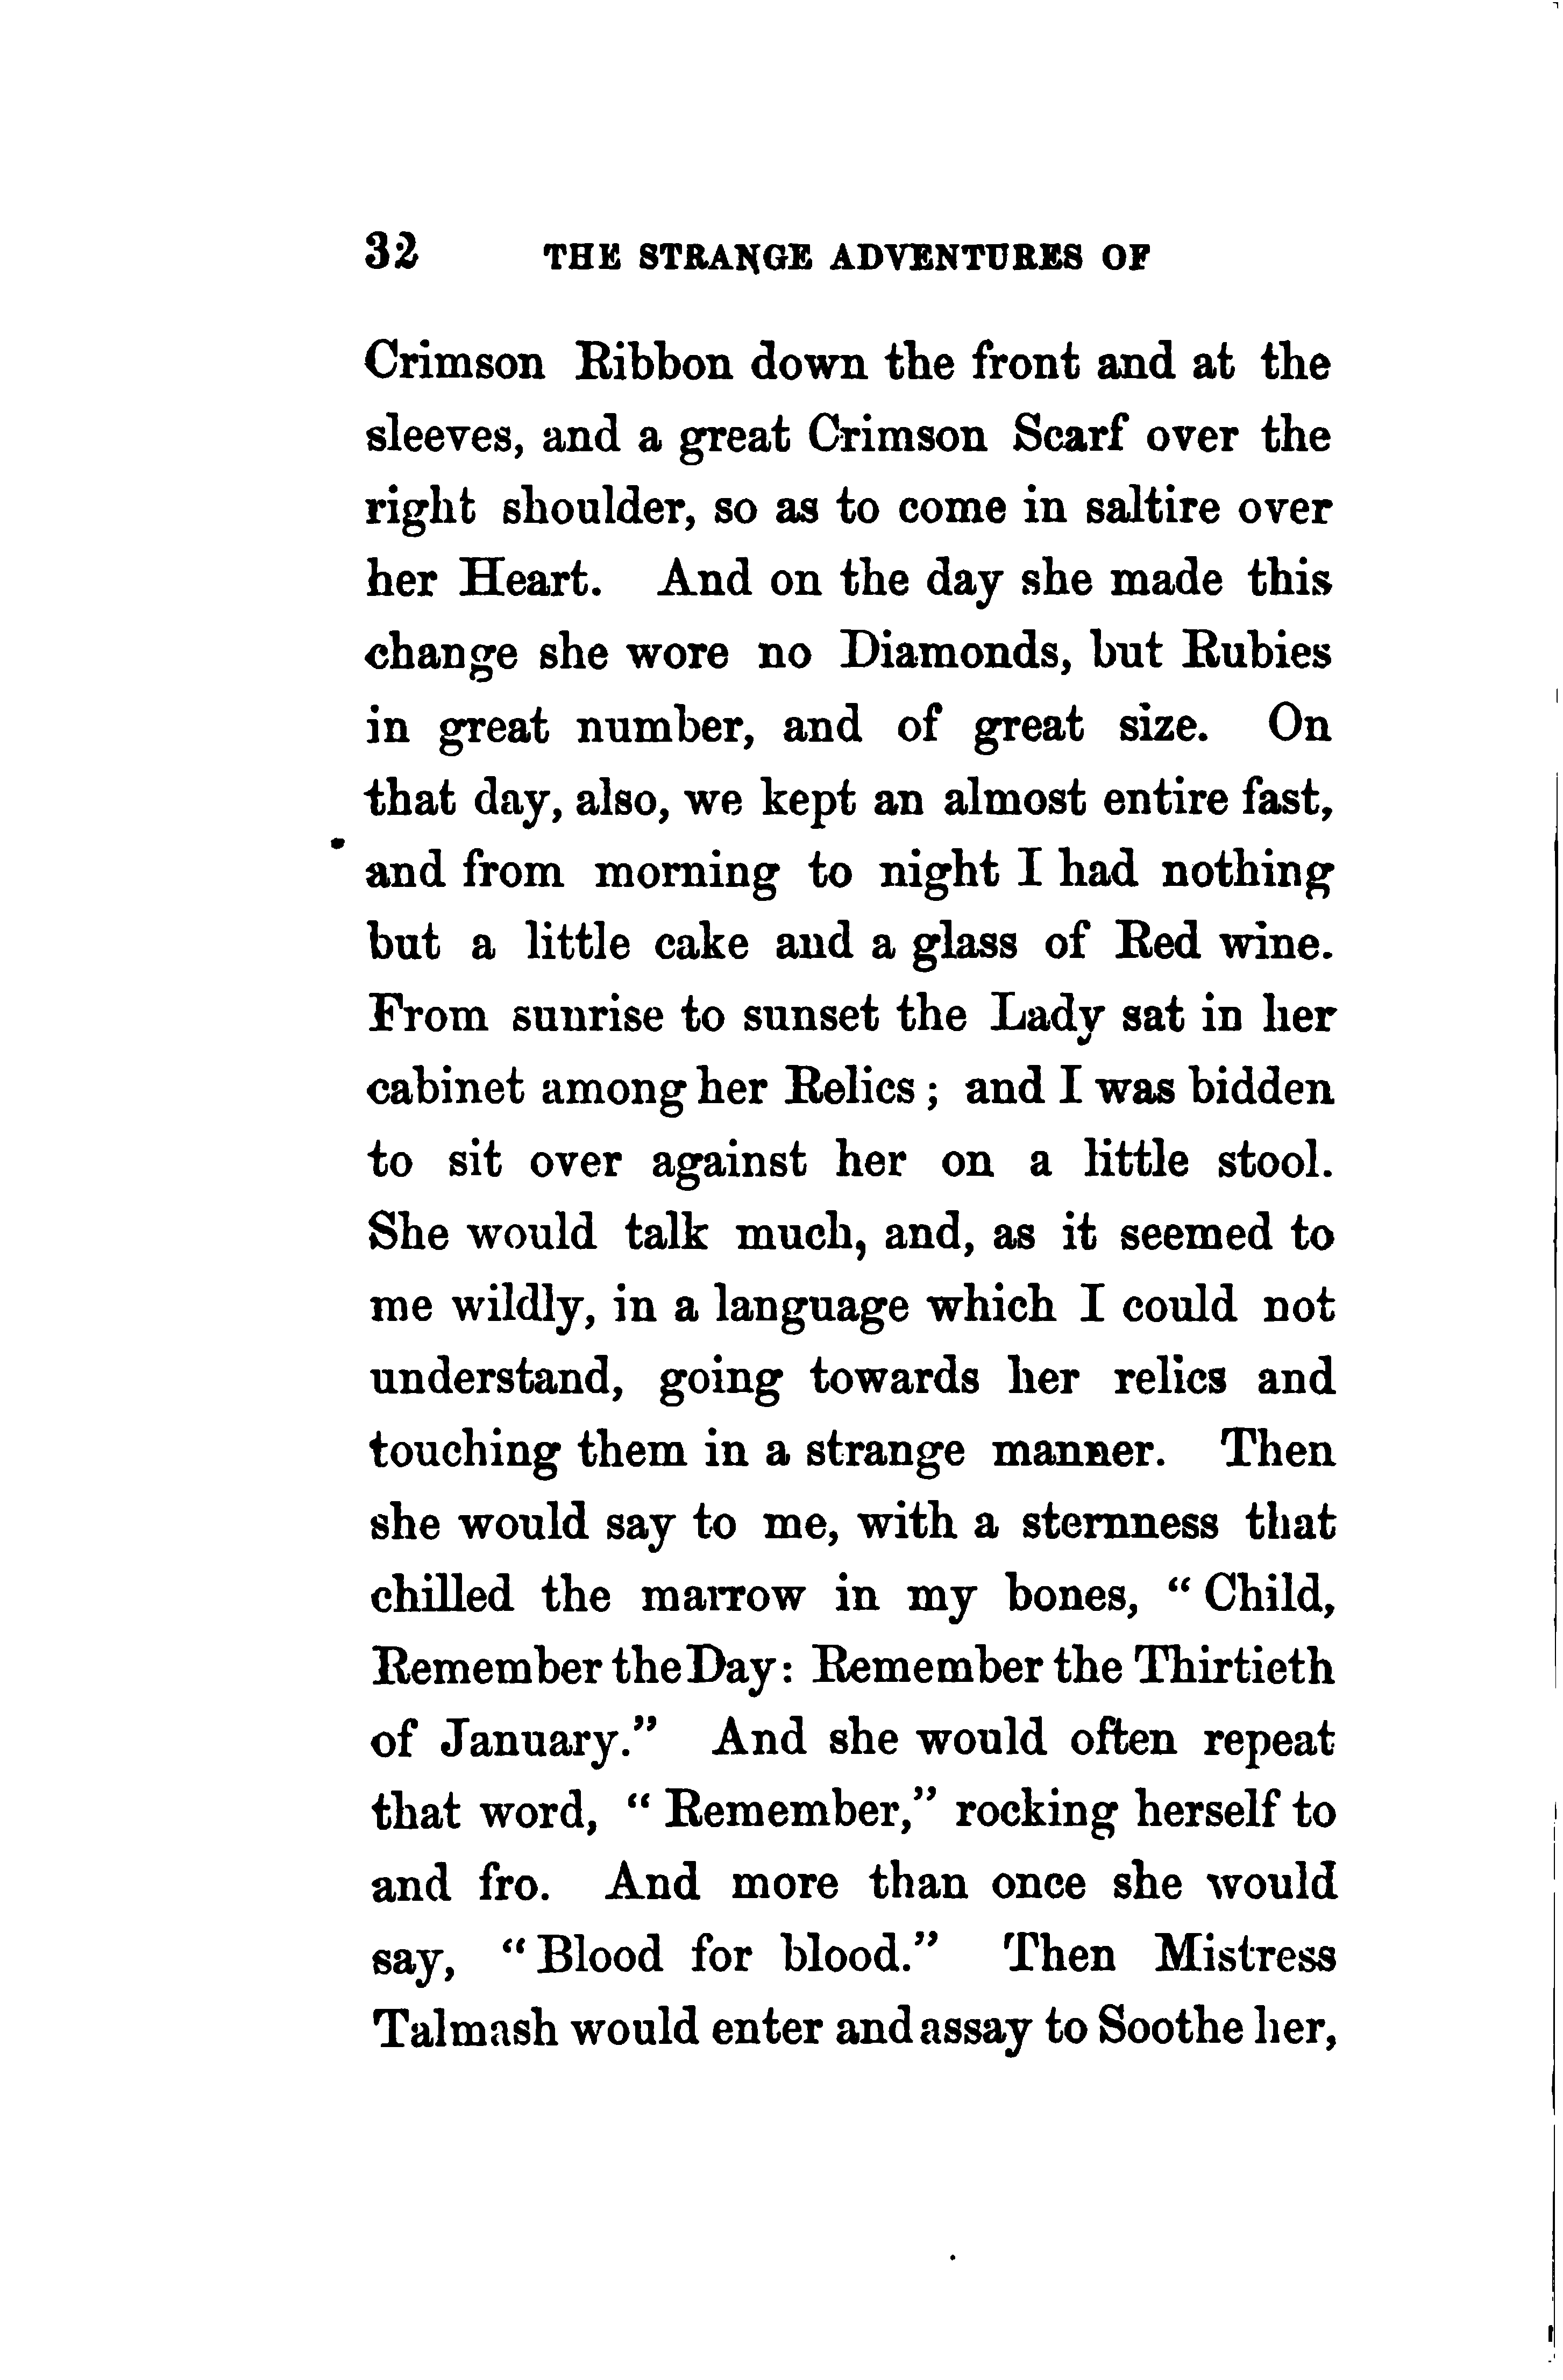 32 THE STRANGE ADVENTURES OF
Crimson Ribbon down the front and at the
sleeves, and a great Crimson Scarf over the
right shoulder, so as to come in saltire over
her Heart. And on the day she made this
change she wore no Diamonds, but Rubies
in great number, and of great size. On
that day, also, we kept an almost entire fast,
and from morning to night I had nothing
but a little cake and a glass of Red wine.
From sunrise to sunset the Lady sat in her
cabinet among her Relics; and I was bidden
to sit over against her on a little stool.
She would talk much, and, as it seemed to
me wildly, in a language which I could not
understand, going towards her relics and
touching them in a strange manner. Then
she would say to me, with a sternness that
chilled the marrow in my bones, "Child,
Remember the Day: Remember the Thirtieth
of January." And she would often repeat
that word, "Remember," rocking herself to
and fro. And more than once she would
say, "Blood for blood." Then Mistress
Talmash would enter and assay to Soothe her,